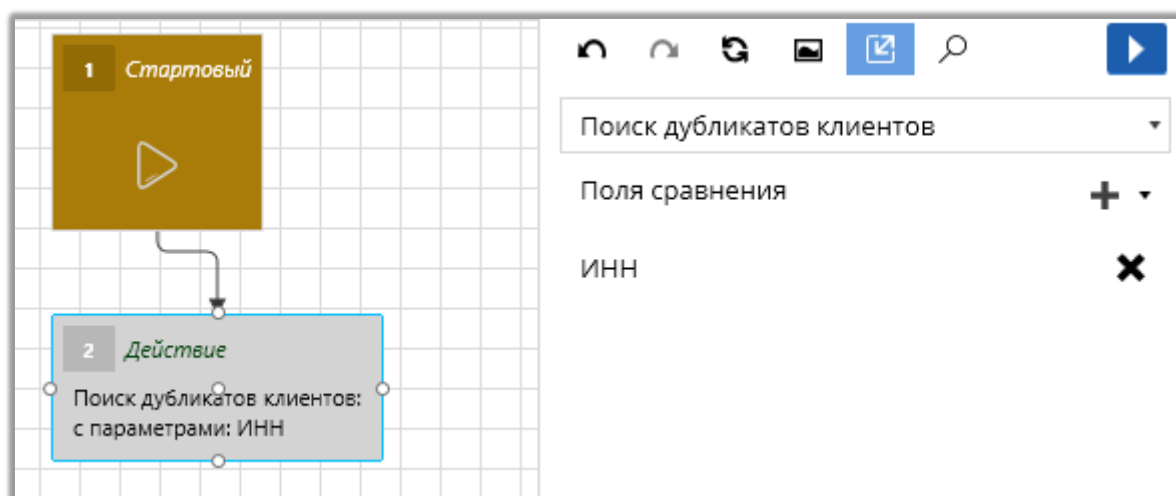 1 Стартовый
2 Действие
Поиск дубликатов клиентов:
с параметрами: ИНН
Поиск дубликатов клиентов
Поля сравнения
ИНН